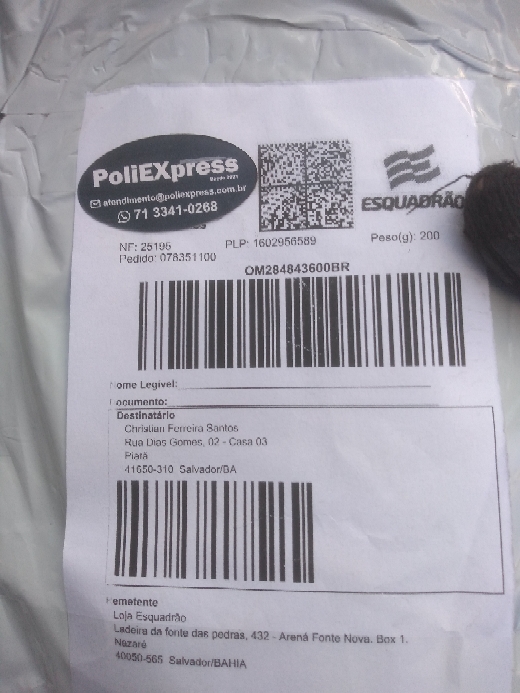 PoliEXpress
Desde 1991
atendimento@poliexpress.com.br
71 3341-0268
ESQUADRÃO
NF: 25196 PLP: 1602956589 Peso(g): 200
Pedido: 078351100
OM284843600BR
Nome Legível:
Documento:
Destinatário
Christian Ferreira Santos
Rua Dias Gomes, 02 - Casa 03
Piatã
41650-310 Salvador/BA
Remetente
Loja Esquadrão
Ladeira da fonte das pedras, 432 - Arena Fonte Nova. Box 1.
Nazaré
40050-565 Salvador/BAHIA